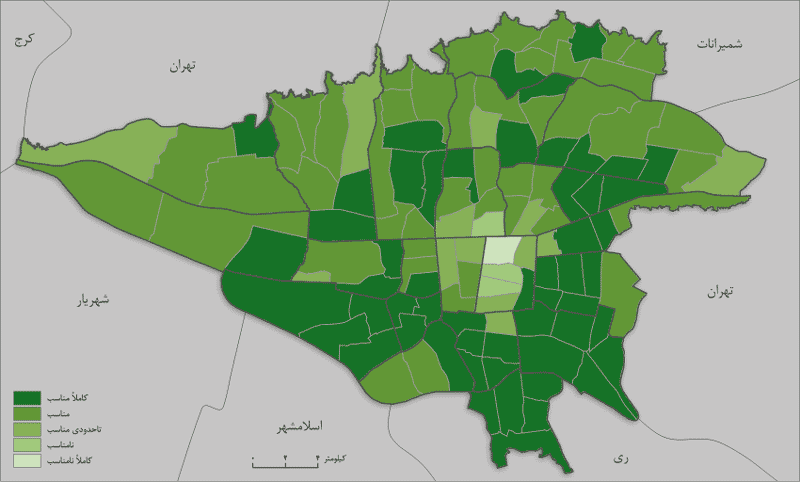 شمیرانات
کرج
تهران
تهران
شهریار
اسلامشهر
ری
کاملاً مناسب
مناسب
تاحدودی مناسب
نامناسب
کاملاً نامناسب
۰ ۲ ۴ کیلومتر